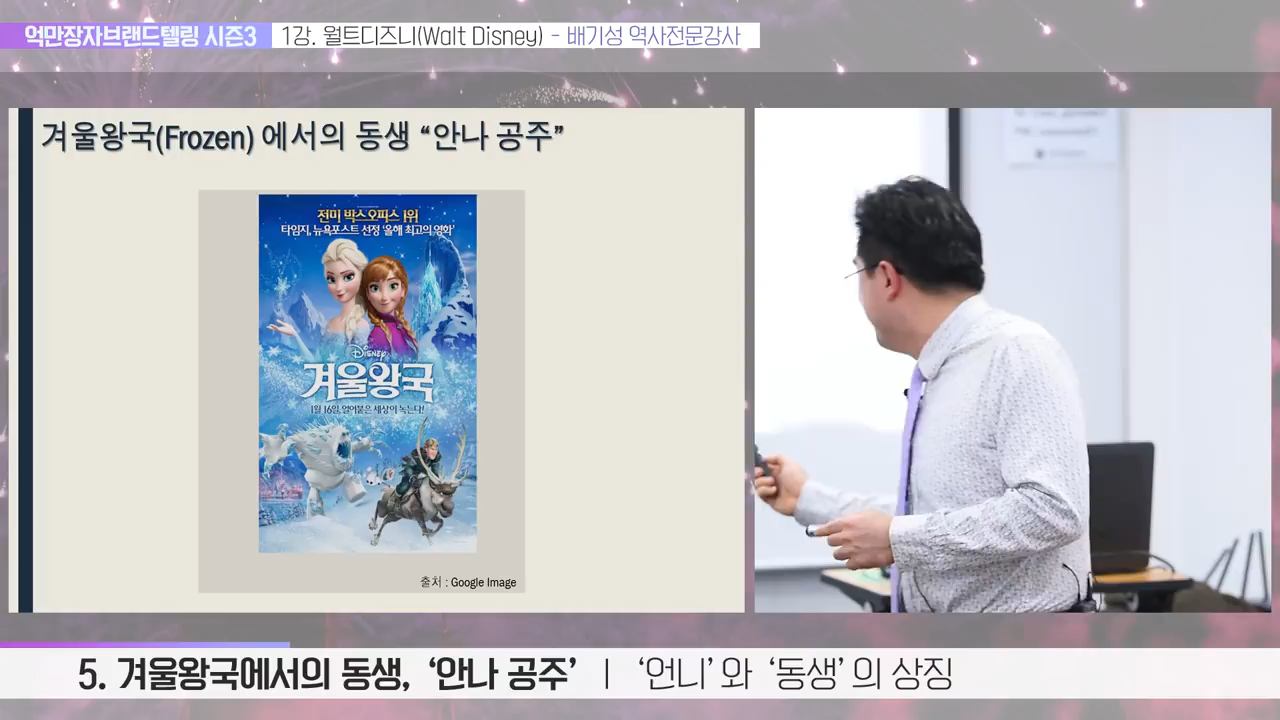 억만장자브랜드텔링 시즌3 1강. 월트디즈니(Walt Disney) - 배기성 역사전문강사
겨울왕국(Frozen) 에서의 동생 “안나 공주”
전미 박스오피스 1위
타임지, 뉴욕포스트 선정 '올해 최고의 영화'
Disney
겨울왕국
1월 16일, 얼어붙은 세상이 녹는다!
출처 : Google Image
5. 겨울왕국에서의 동생, ‘안나 공주’ | ‘언니’와 ‘동생’의 상징